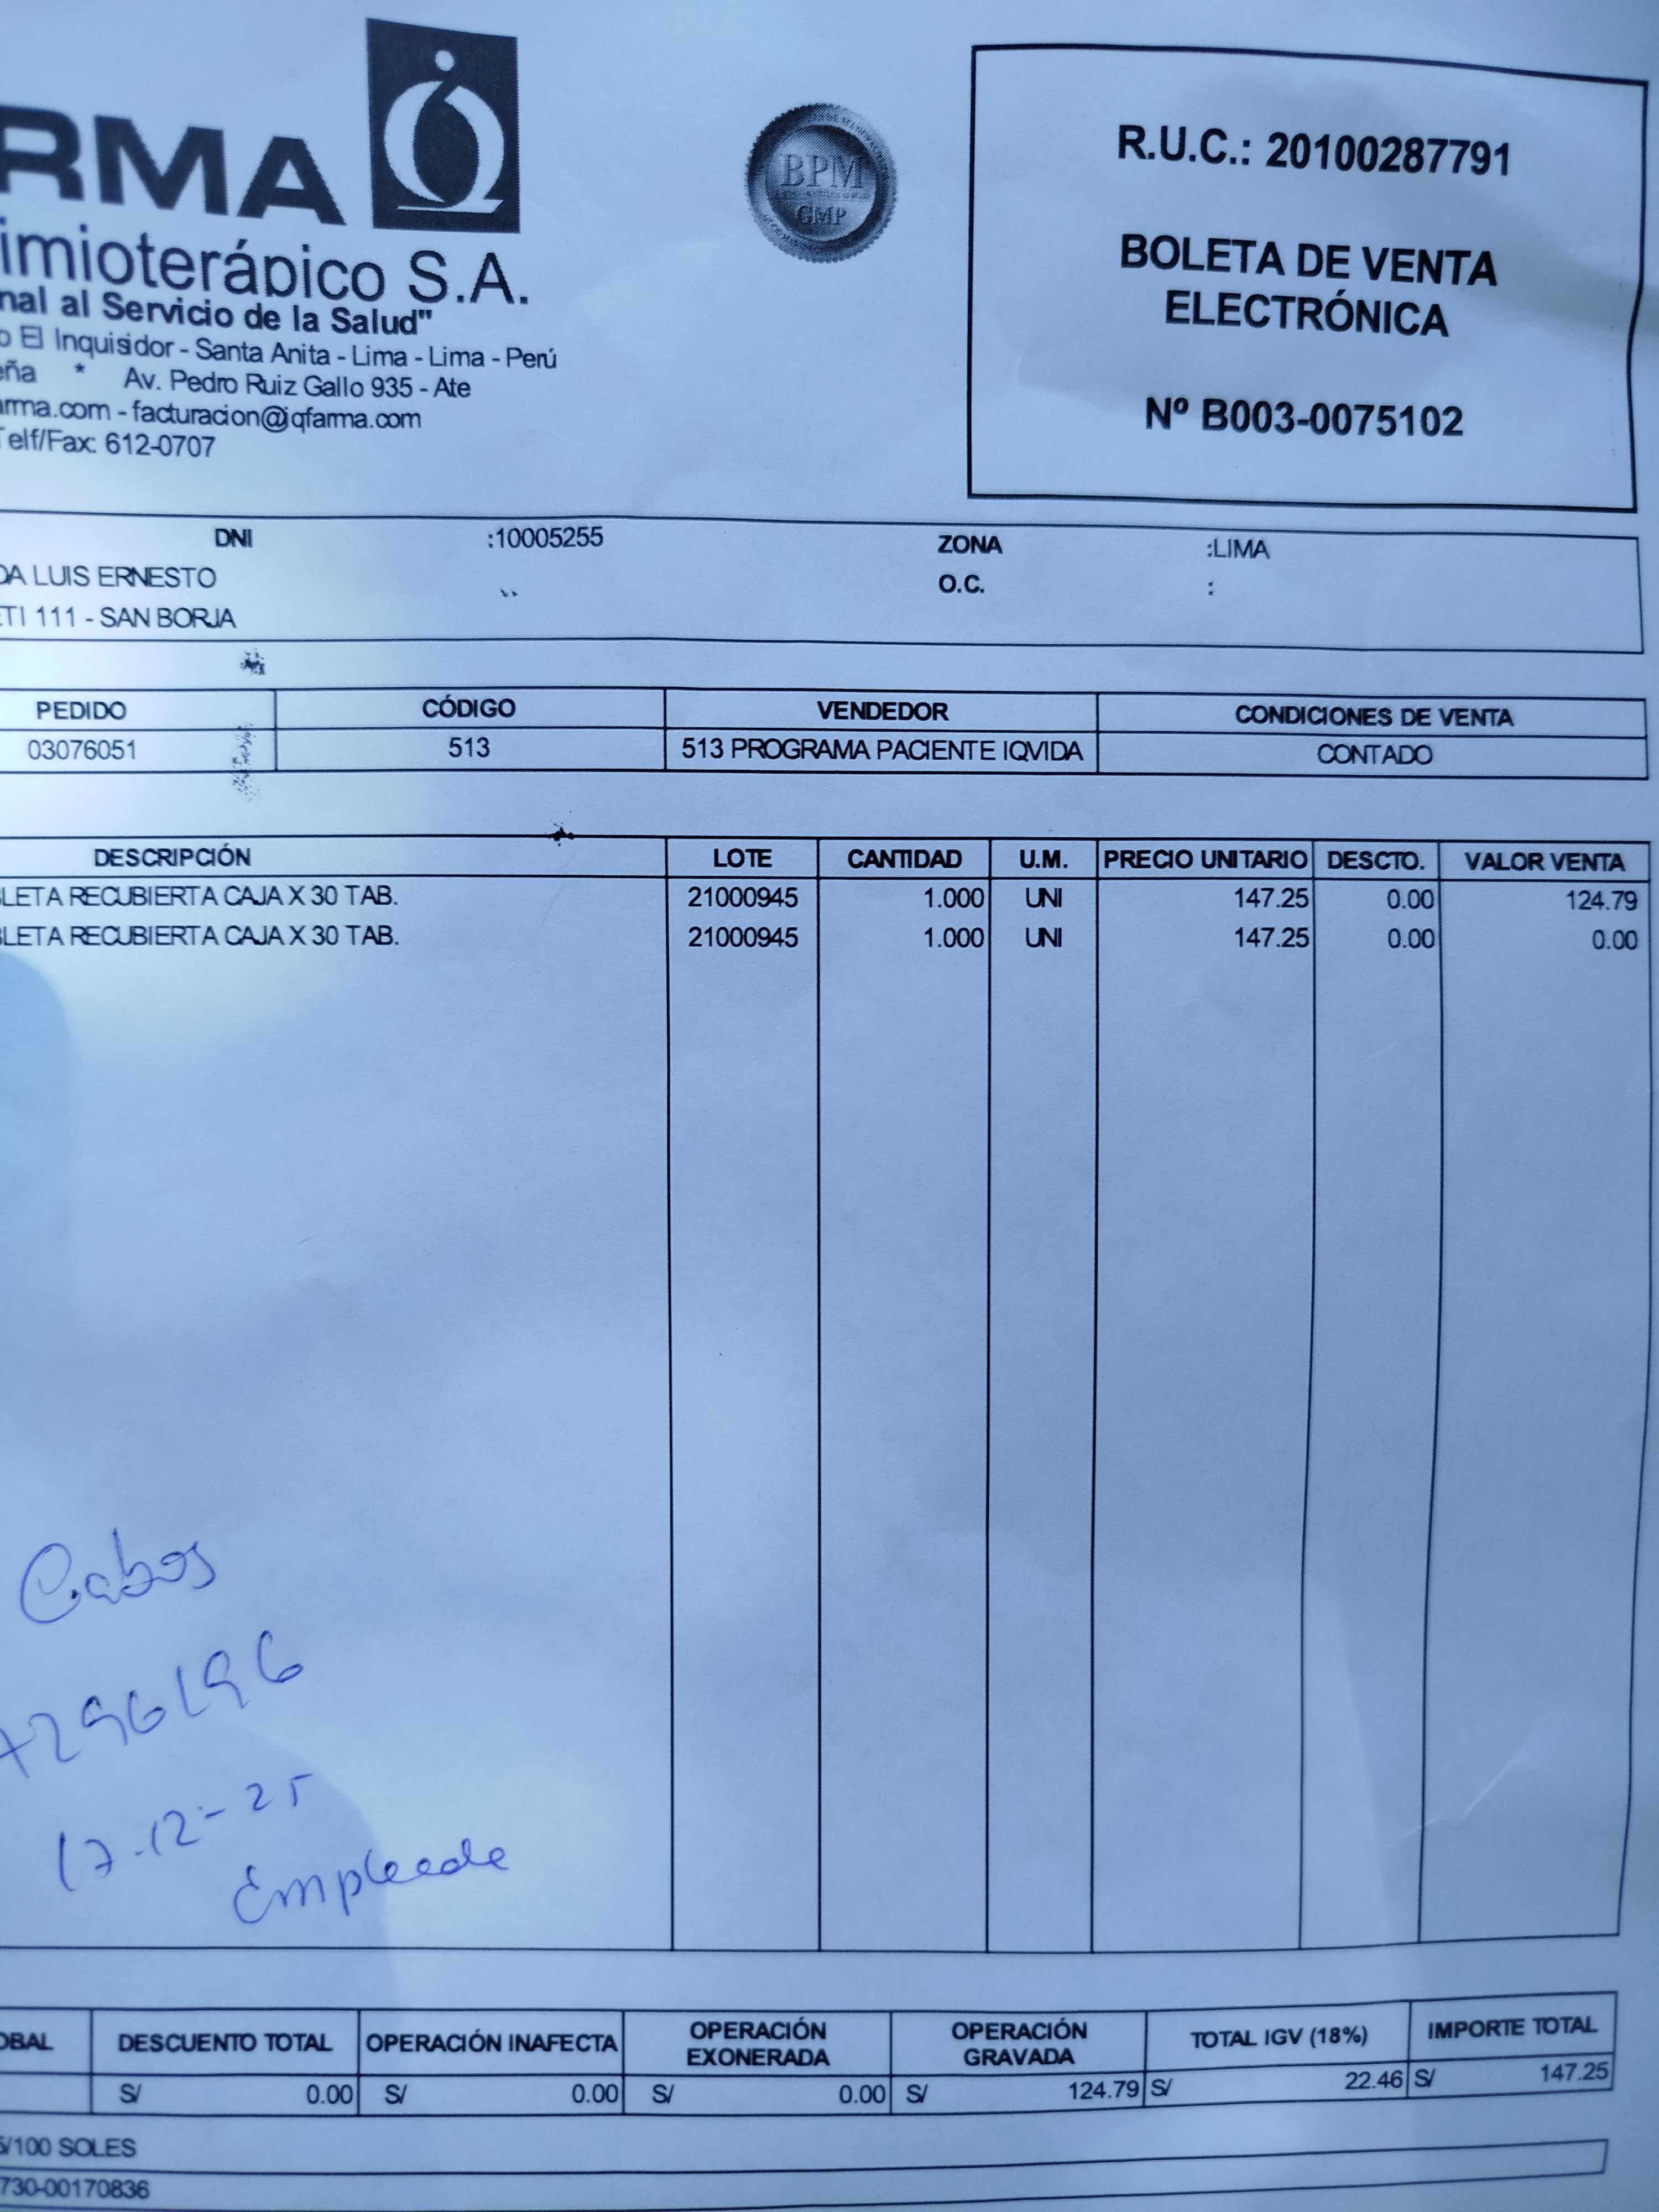 RMA
BPM
GMP
imioterápico S.A.
nal al Servicio de la Salud"
o El Inquisidor - Santa Anita - Lima - Lima - Perú
eña * Av. Pedro Ruiz Gallo 935 - Ate
arma.com - facturacion@iqfarma.com
Telf/Fax: 612-0707
R.U.C.: 20100287791
BOLETA DE VENTA
ELECTRÓNICA
Nº B003-0075102
DNI :10005255 ZONA :LIMA
DA LUIS ERNESTO O.C. :
ETI 111 - SAN BORJA
PEDIDO CÓDIGO VENDEDOR CONDICIONES DE VENTA
03076051 513 513 PROGRAMA PACIENTE IQVIDA CONTADO
DESCRIPCIÓN LOTE CANTIDAD U.M. PRECIO UNITARIO DESCTO. VALOR VENTA
LETA RECUBIERTA CAJA X 30 TAB. 21000945 1.000 UNI 147.25 0.00 124.79
BLETA RECUBIERTA CAJA X 30 TAB. 21000945 1.000 UNI 147.25 0.00 0.00
Cabos
7296196
17-12-25
Empleade
OBAL DESCUENTO TOTAL OPERACIÓN INAFECTA OPERACIÓN EXONERADA OPERACIÓN GRAVADA TOTAL IGV (18%) IMPORTE TOTAL
S/ 0.00 S/ 0.00 S/ 0.00 S/ 124.79 S/ 22.46 S/ 147.25
5/100 SOLES
730-00170836